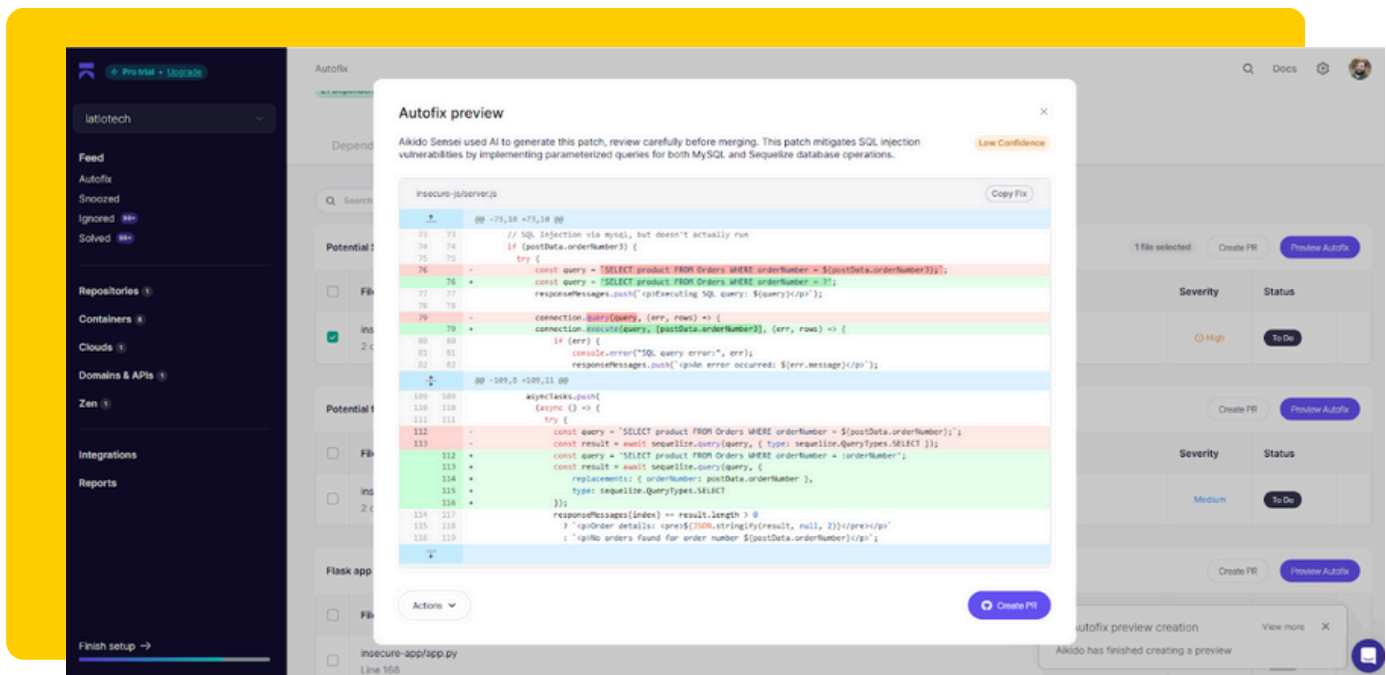 Pro trial • Upgrade
latiotech
Feed
Autofix
Snoozed
Ignored 99+
Solved 99+
Repositories 1
Containers
Clouds 1
Domains & APIs 1
Zen 1
Integrations
Reports
Finish setup →
Autofix
Docs
Depend
Search
Autofix preview
Aikido Sensei used AI to generate this patch, review carefully before merging. This patch mitigates SQL injection
vulnerabilities by implementing parameterized queries for both MySQL and Sequelize database operations.
Low Confidence
insecure-js/server.js
Copy Fix
@@ -73,10 +73,10 @@
73 73 // SQL Injection via mysql, but doesn't actually run
74 74 if (postData.orderNumber3) {
75 75 try {
76 - const query = `SELECT product FROM Orders WHERE orderNumber = ${postData.orderNumber3};`;
76 + const query = 'SELECT product FROM Orders WHERE orderNumber = ?';
77 77 responseMessages.push(`<p>Executing SQL query: ${query}</p>`);
78 78
79 - connection.query(query, (err, rows) => {
79 + connection.execute(query, [postData.orderNumber3], (err, rows) => {
80 80 if (err) {
81 81 console.error("SQL query error:", err);
82 82 responseMessages.push(`<p>An error occurred: ${err.message}</p>`);
@@ -109,8 +109,11 @@
109 109 asyncTasks.push(
110 110 (async () => {
111 111 try {
112 - const query = `SELECT product FROM Orders WHERE orderNumber = ${postData.orderNumber};`;
113 - const result = await sequelize.query(query, { type: sequelize.QueryTypes.SELECT });
112 + const query = 'SELECT product FROM Orders WHERE orderNumber = :orderNumber';
113 + const result = await sequelize.query(query, {
114 + replacements: { orderNumber: postData.orderNumber },
115 + type: sequelize.QueryTypes.SELECT
116 + });
114 117 responseMessages[index] = result.length > 0
115 118 ? `<p>Order details: <pre>${JSON.stringify(result, null, 2)}</pre></p>`
116 119 : `<p>No orders found for order number ${postData.orderNumber}</p>`;
Actions
Create PR
Potential
1 file selected
Create PR
Preview Autofix
Severity
Status
High
To Do
Potential
Create PR
Preview Autofix
Severity
Status
Medium
To Do
Flask app
Create PR
Preview Autofix
insecure-app/app.py
Line 168
utofix preview creation
View more
Aikido has finished creating a preview